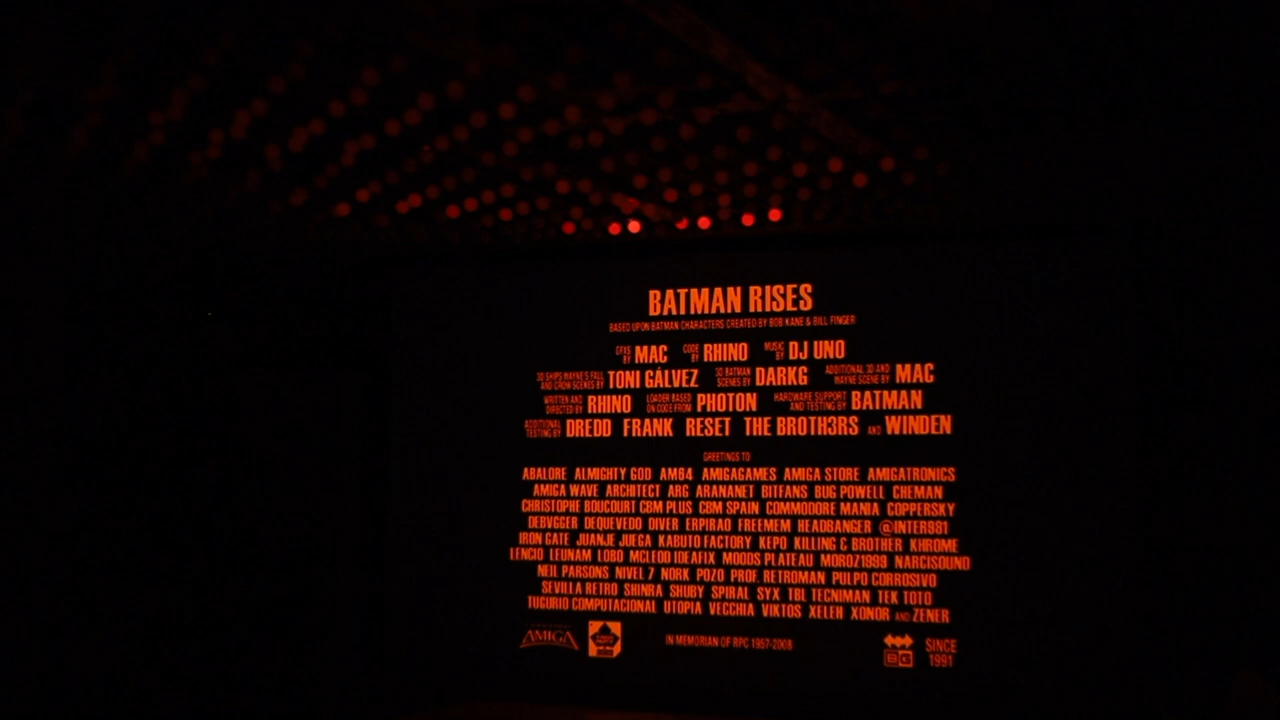 BATMAN RISES
BASED UPON BATMAN CHARACTERS CREATED BY BOB KANE & BILL FINGER
GFXS BY MAC CODE BY RHINO MUSIC BY DJ UNO
3D SHIPS WAYNE'S FALL AND CROW SCENES BY TONI GÁLVEZ 3D BATMAN SCENES BY DARKG ADDITIONAL 3D AND WAYNE SCENE BY MAC
WRITTEN AND DIRECTED BY RHINO LOADER BASED ON CODE FROM PHOTON HARDWARE SUPPORT AND TESTING BY BATMAN
ADDITIONAL TESTING BY DREDD FRANK RESET THE BROTH3RS AND WINDEN
GREETINGS TO
ABALORE ALMIGHTY GOD AM64 AMIGAGAMES AMIGA STORE AMIGATRONICS
AMIGA WAVE ARCHITECT ARG ARANANET BITFANS BUG POWELL CHEMAN
CHRISTOPHE BOUCOURT CBM PLUS CBM SPAIN COMMODORE MANIA COPPERSKY
DEBVGGER DEQUEVEDO DIVER ERPIRAO FREEMEM HEADBANGER @INTER981
IRON GATE JUANJE JUEGA KABUTO FACTORY KEPO KILLING & BROTHER KHROME
LENCIO LEUNAM LOBO MCLEOD IDEAFIX MOODS PLATEAU MOROZ1999 NARCISOUND
NEIL PARSONS NIVEL 7 NORK POZO PROF. RETROMAN PULPO CORROSIVO
SEVILLA RETRO SHINRA SHUBY SPIRAL SYX TBL TECNIMAN TEK TOTO
TUGURIO COMPUTACIONAL UTOPIA VECCHIA VIKTOS XELEH XONOR AND ZENER
AMIGA IN MEMORIAN OF RPC 1957-2008 BG SINCE 1991